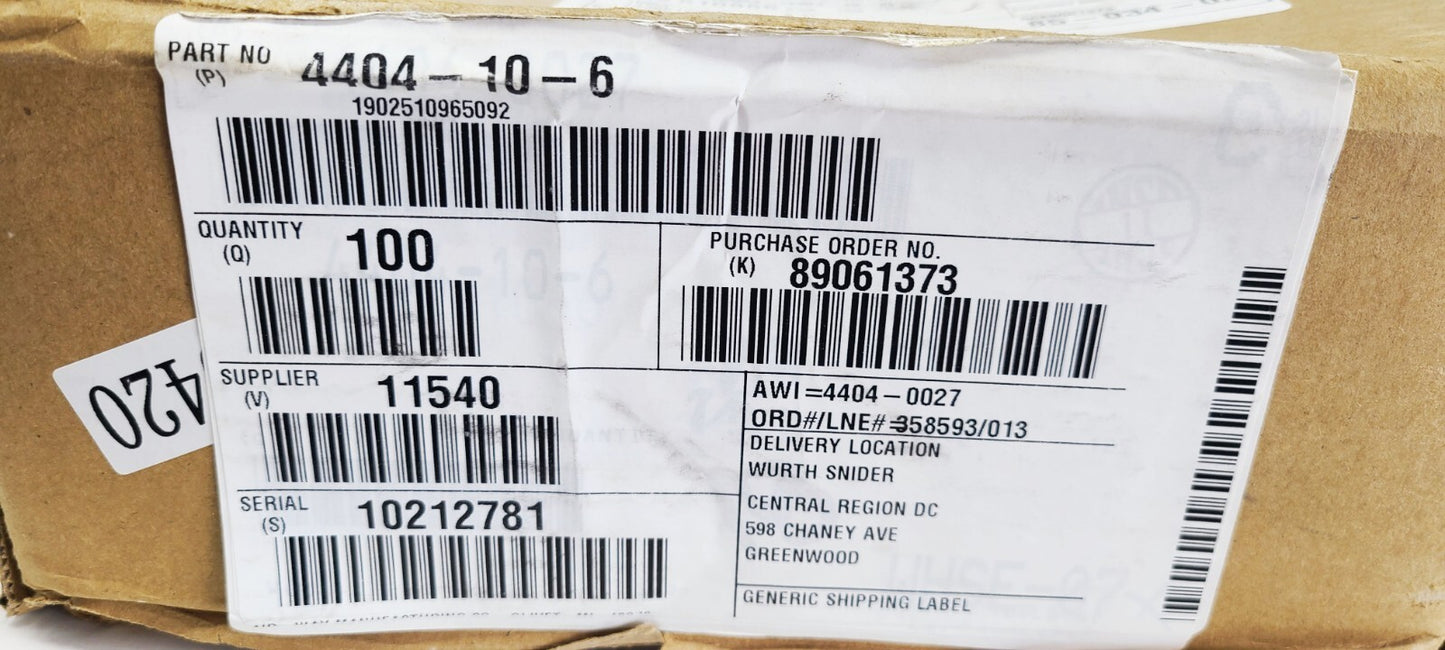 PART NO
(P)
4404-10-6
1902510965092
QUANTITY
(Q)
100
PURCHASE ORDER NO.
(K)
89061373
SUPPLIER
(V)
11540
AWI=4404-0027
ORD#/LNE#=358593/013
DELIVERY LOCATION
WURTH SNIDER
CENTRAL REGION DC
598 CHANEY AVE
GREENWOOD
SERIAL
(S)
10212781
GENERIC SHIPPING LABEL
420